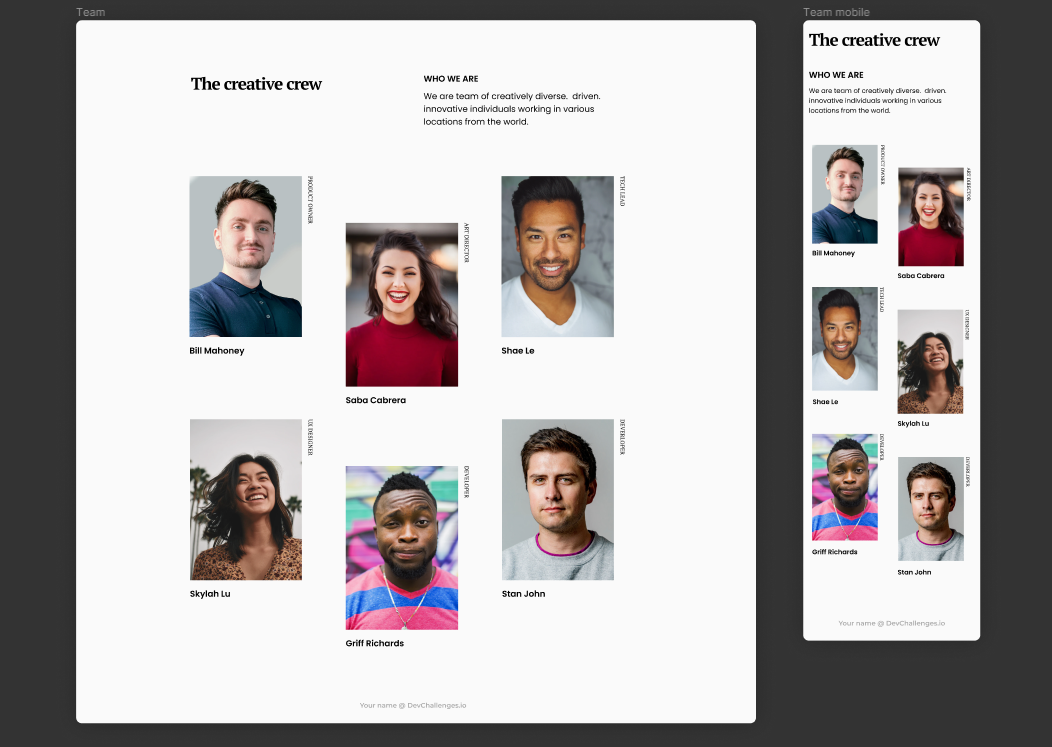 Team
The creative crew
WHO WE ARE
We are team of creatively diverse. driven.
innovative individuals working in various
locations from the world.
PRODUCT OWNER
Bill Mahoney
ART DIRECTOR
Saba Cabrera
TECH LEAD
Shae Le
UX DESIGNER
Skylah Lu
DEVELOPER
Griff Richards
DEVERLOPER
Stan John
Your name @ DevChallenges.io
Team mobile
The creative crew
WHO WE ARE
We are team of creatively diverse. driven.
innovative individuals working in various
locations from the world.
PRODUCT OWNER
Bill Mahoney
ART DIRECTOR
Saba Cabrera
TECH LEAD
Shae Le
UX DESIGNER
Skylah Lu
DEVELOPER
Griff Richards
DEVERLOPER
Stan John
Your name @ DevChallenges.io